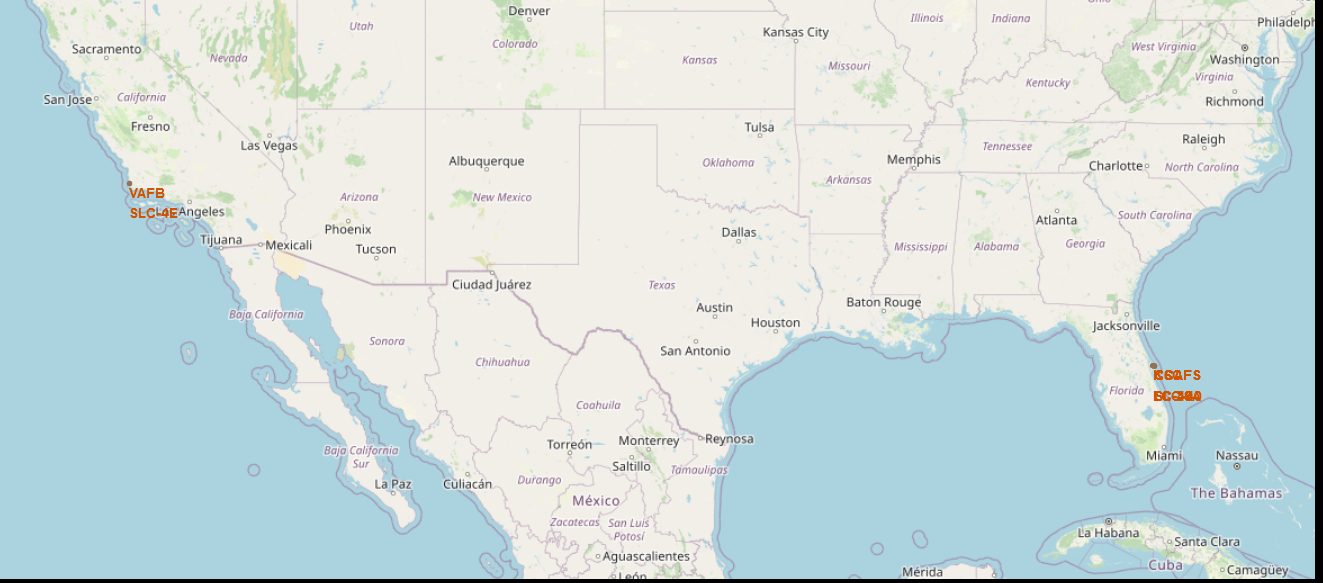 Denver
Ohio
Illinois
Indiana
Philadelph
Utah
Kansas City
Sacramento
Colorado
West Virginia
Nevada
Kansas
Missouri
Washington
Kentucky
Virginia
San Jose
California
Richmond
Fresno
Tulsa
Las Vegas
Raleigh
Tennessee
Albuquerque
Oklahoma
Memphis
Charlotte
North Carolina
VAFB
Arizona
New Mexico
Arkansas
SLC-4E
Angeles
Phoenix
Atlanta
South Carolina
Tijuana
Mexicali
Tucson
Dallas
Mississippi
Alabama
Georgia
Ciudad Juárez
Texas
Baja California
Austin
Baton Rouge
Houston
Jacksonville
Sonora
San Antonio
Chihuahua
Florida
Coahuila
Torreón
Monterrey
Reynosa
Baja California
Sur
Saltillo
Tamaulipas
Miami
Nassau
La Paz
Culiacán
Durango
México
The Bahamas
Zacatecas
San Luis
Potosí
La Habana
Santa Clara
Aguascalientes
Cuba
Camagüey
Mérida
León